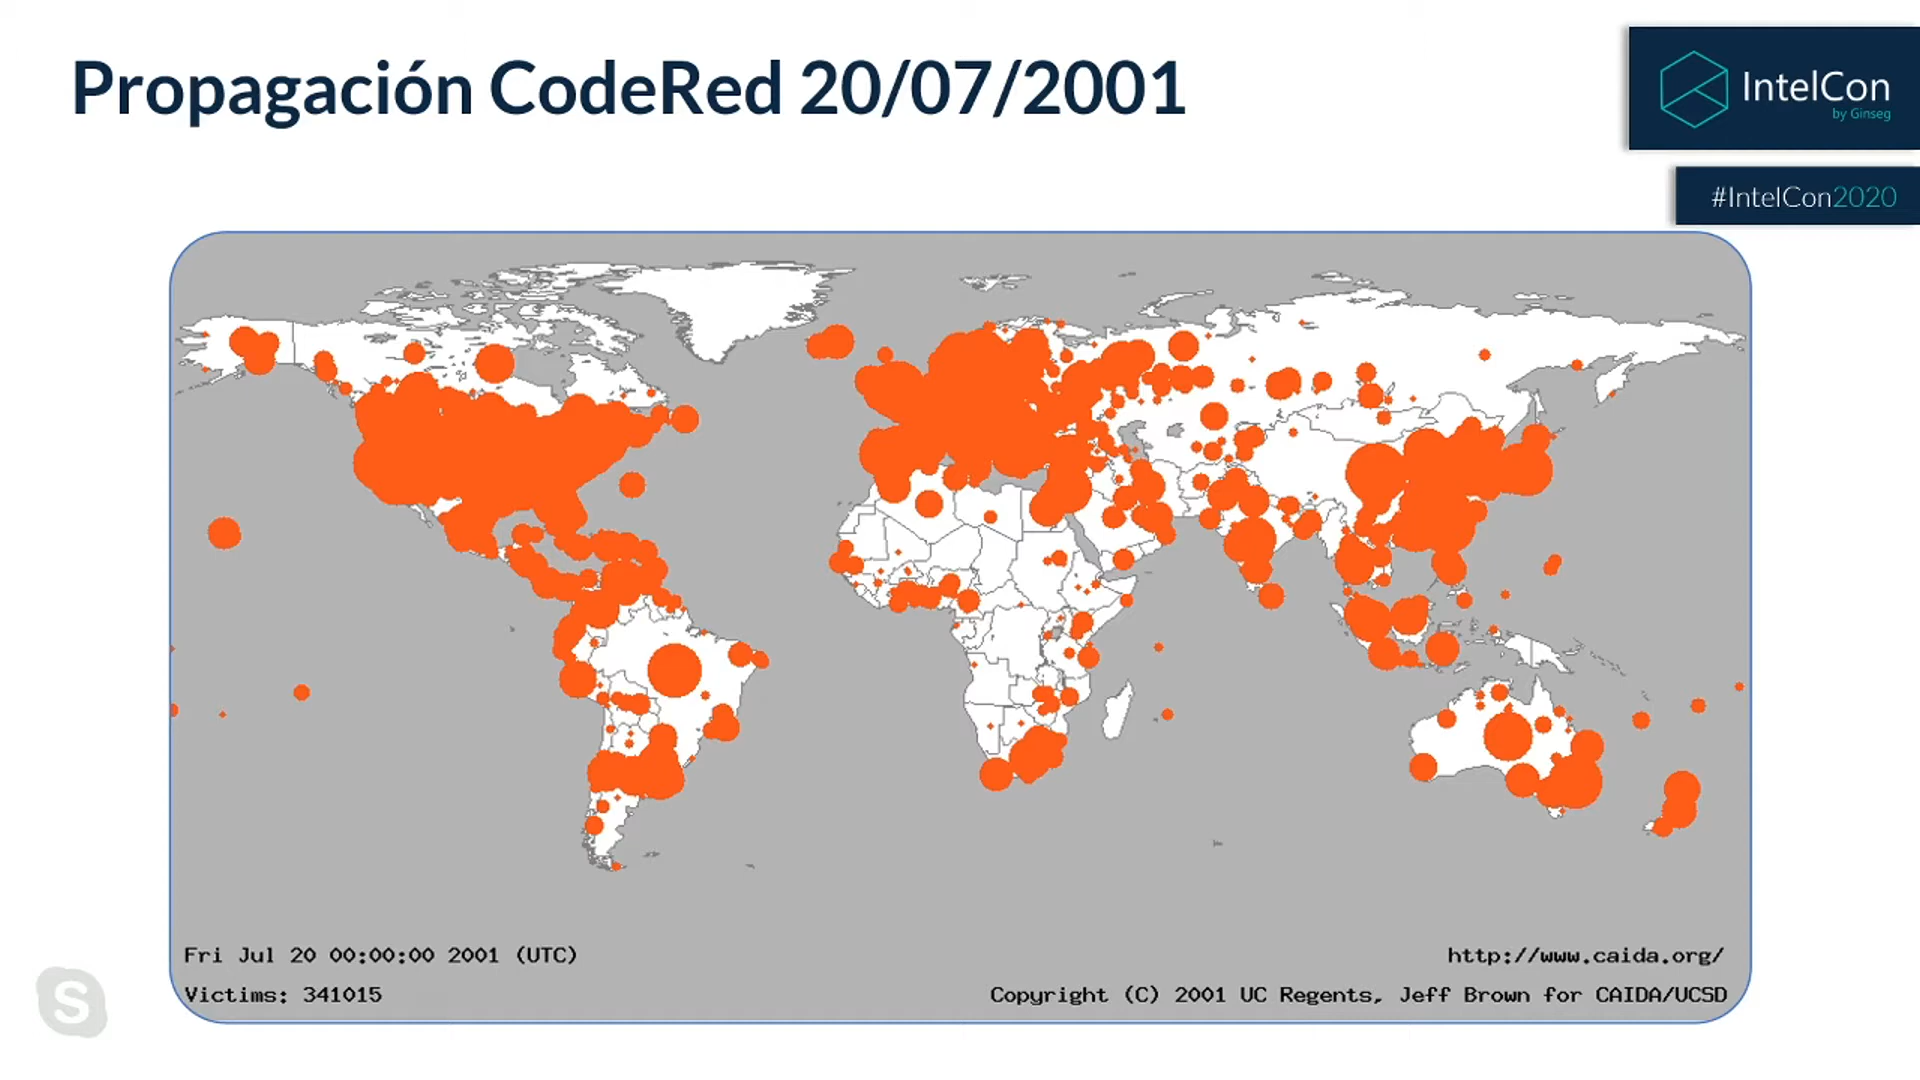 Propagación CodeRed 20/07/2001
IntelCon
by Ginseg
#IntelCon2020
Fri Jul 20 00:00:00 2001 (UTC)
http://www.caida.org/
Victims: 341015
Copyright (C) 2001 UC Regents, Jeff Brown for CAIDA/UCSD
S